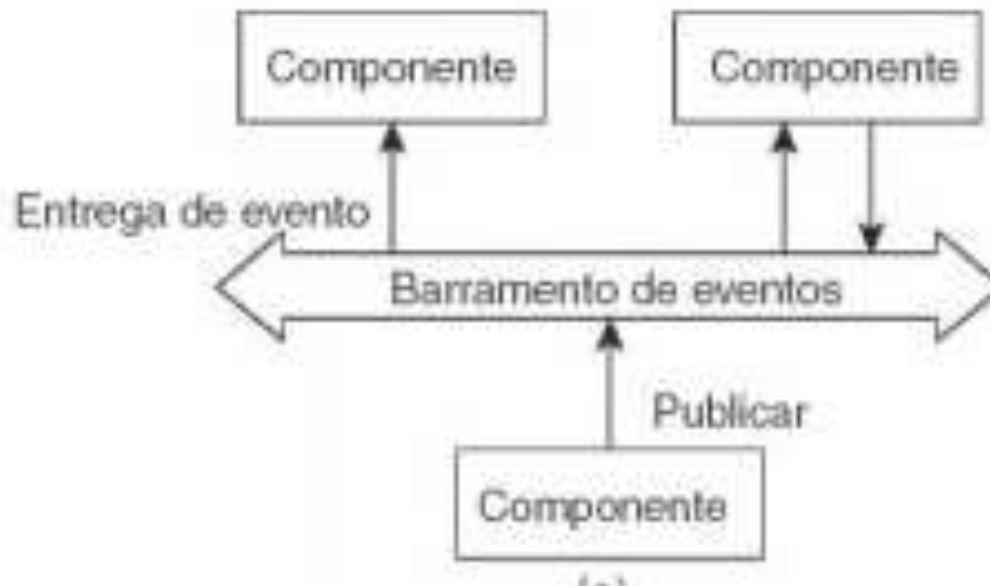 Componente
Componente
Entrega de evento
Barramento de eventos
Publicar
Componente